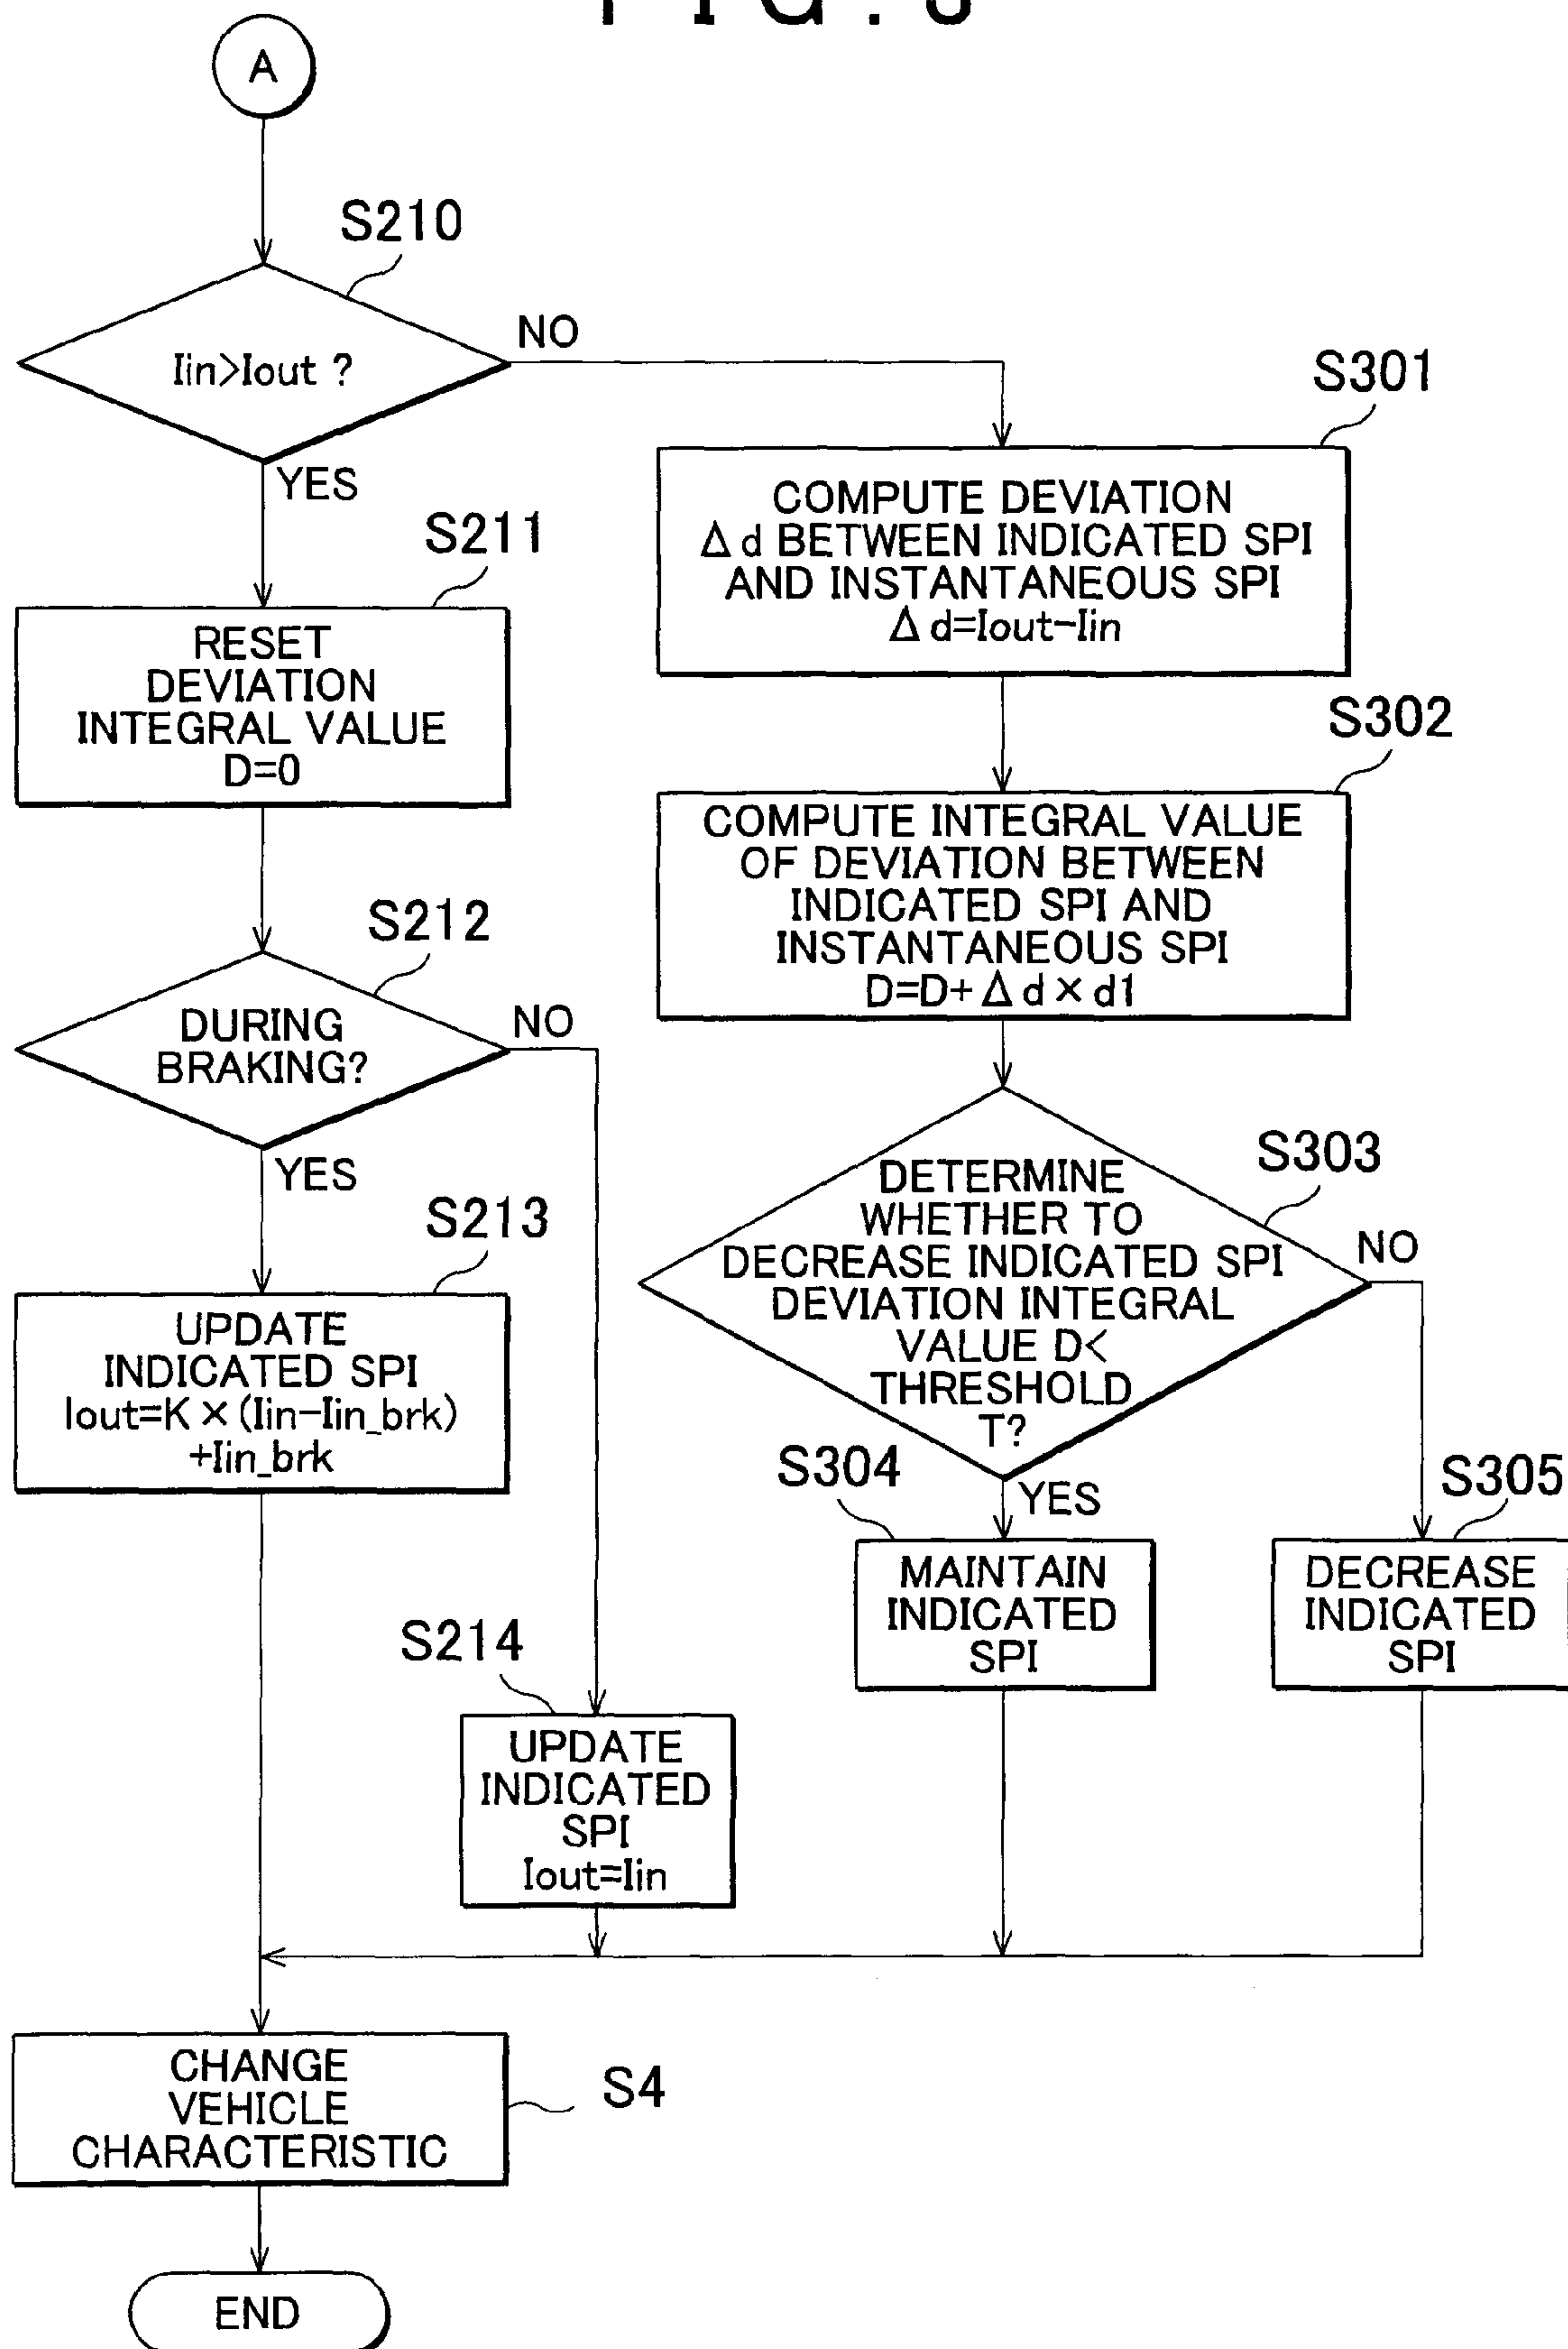 A
S210
Iin>Iout ?
NO
YES
S211
RESET
DEVIATION
INTEGRAL VALUE
D=0
S212
DURING
BRAKING?
NO
YES
S213
UPDATE
INDICATED SPI
Iout=K×(Iin-Iin_brk)
+Iin_brk
S214
UPDATE
INDICATED
SPI
Iout=Iin
S301
COMPUTE DEVIATION
Δd BETWEEN INDICATED SPI
AND INSTANTANEOUS SPI
Δd=Iout-Iin
S302
COMPUTE INTEGRAL VALUE
OF DEVIATION BETWEEN
INDICATED SPI AND
INSTANTANEOUS SPI
D=D+Δd×d1
S303
DETERMINE
WHETHER TO
DECREASE INDICATED SPI
DEVIATION INTEGRAL
VALUE D<
THRESHOLD
T?
NO
YES
S304
MAINTAIN
INDICATED
SPI
S305
DECREASE
INDICATED
SPI
CHANGE
VEHICLE
CHARACTERISTIC
S4
END